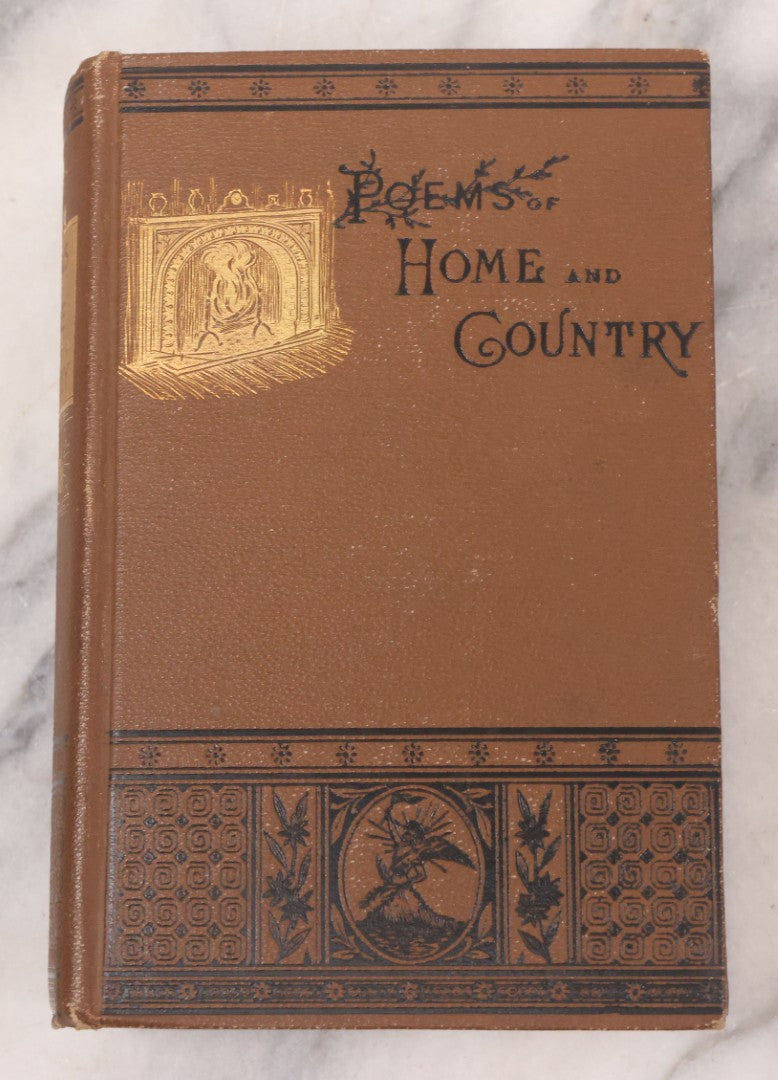 POEMS OF
HOME AND
COUNTRY